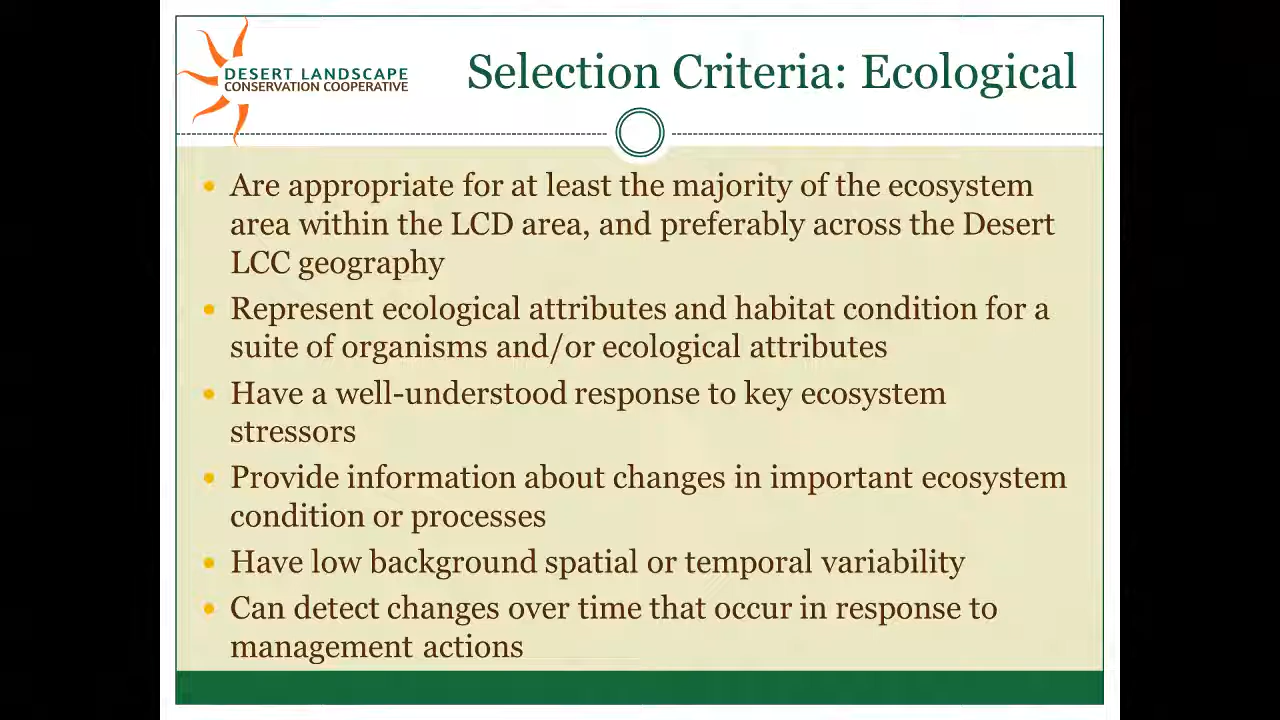 DESERT LANDSCAPE
CONSERVATION COOPERATIVE
Selection Criteria: Ecological
• Are appropriate for at least the majority of the ecosystem
area within the LCD area, and preferably across the Desert
LCC geography
• Represent ecological attributes and habitat condition for a
suite of organisms and/or ecological attributes
• Have a well-understood response to key ecosystem
stressors
• Provide information about changes in important ecosystem
condition or processes
• Have low background spatial or temporal variability
• Can detect changes over time that occur in response to
management actions